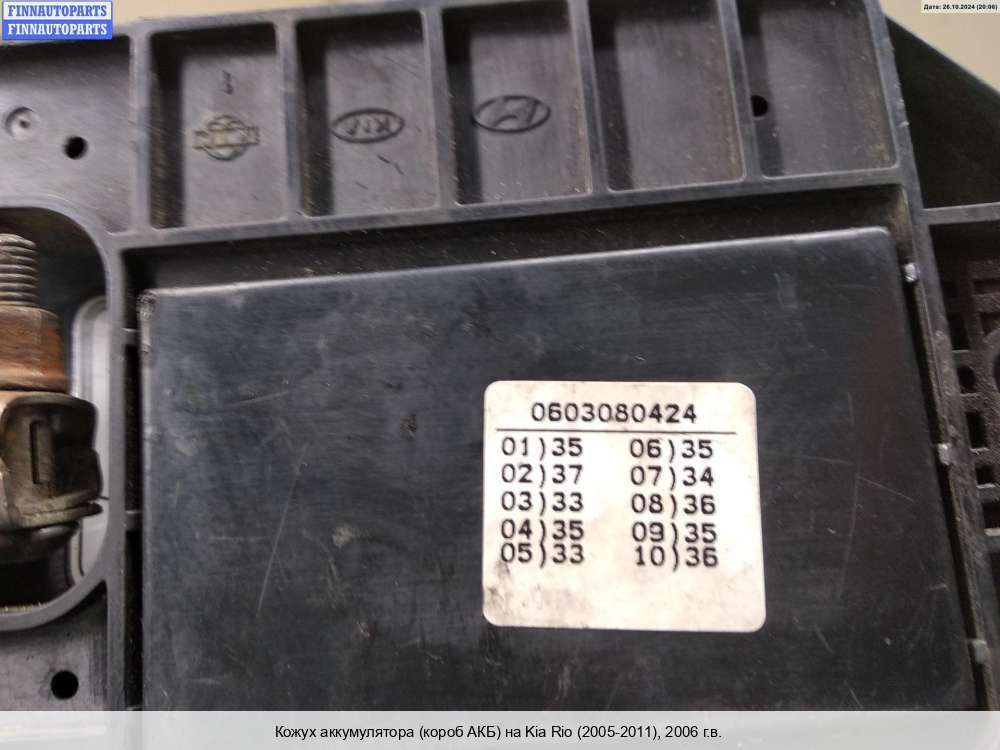 FINNAUTOPARTS
FINNAUTOPARTS
Дата: 26.10.2024 (20:06)
KIA
0603080424
01)35 06)35
02)37 07)34
03)33 08)36
04)35 09)35
05)33 10)36
Кожух аккумулятора (короб АКБ) на Kia Rio (2005-2011), 2006 г.в.